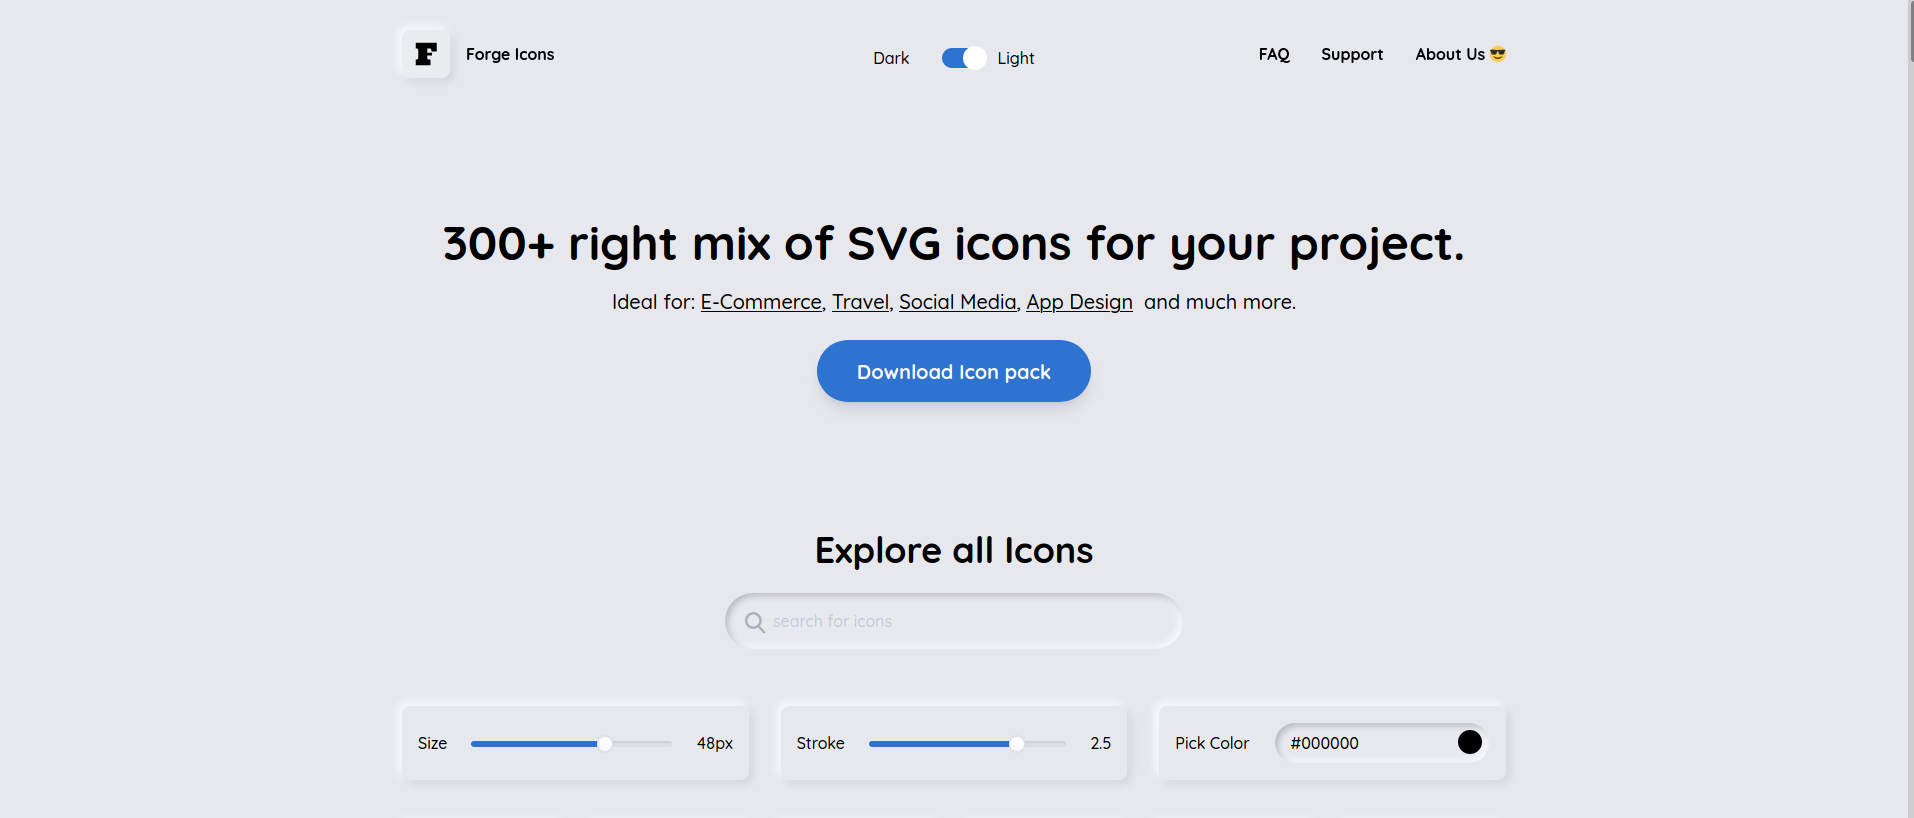 F Forge Icons Dark Light FAQ Support About Us 😎
300+ right mix of SVG icons for your project.
Ideal for: E-Commerce, Travel, Social Media, App Design and much more.
Download Icon pack
Explore all Icons
search for icons
Size 48px Stroke 2.5 Pick Color #000000